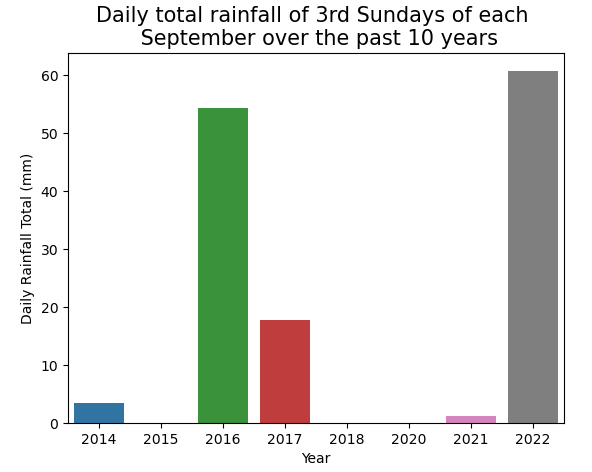 Daily total rainfall of 3rd Sundays of each
September over the past 10 years
Daily Rainfall Total (mm)
60
50
40
30
20
10
0
2014 2015 2016 2017 2018 2020 2021 2022
Year